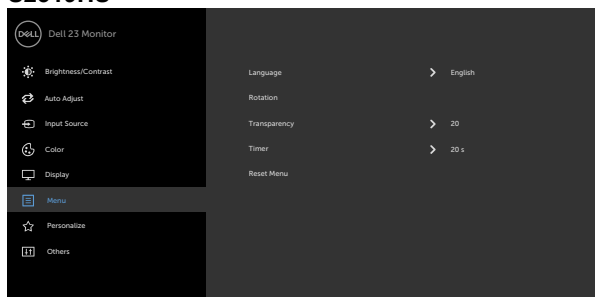 DELL
Dell 23 Monitor
Brightness/Contrast
Auto Adjust
Input Source
Color
Display
Menu
Personalize
Others
Language English
Rotation
Transparency 20
Timer 20 s
Reset Menu